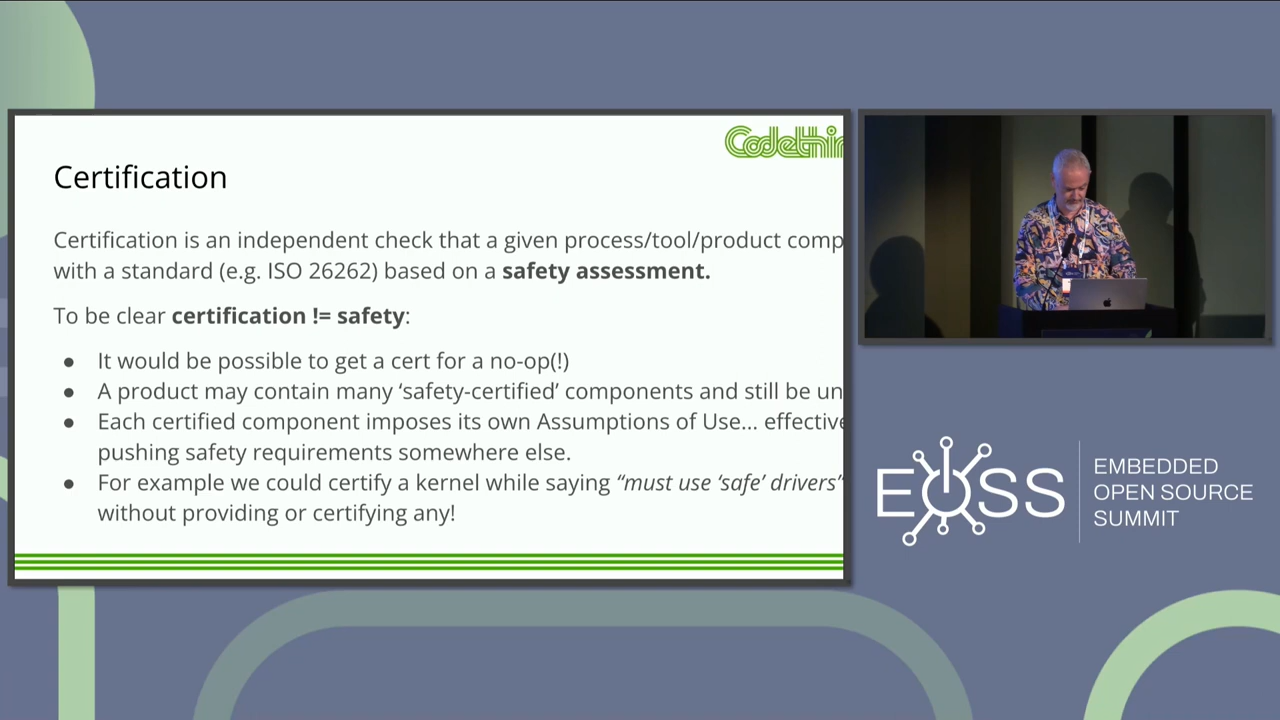 Certification
Certification is an independent check that a given process/tool/product
with a standard (e.g. ISO 26262) based on a safety assessment.
To be clear certification != safety:
● It would be possible to get a cert for a no-op(!)
● A product may contain many ‘safety-certified’ components and still be
● Each certified component imposes its own Assumptions of Use...
pushing safety requirements somewhere else.
● For example we could certify a kernel while saying “must use ‘safe’ drivers”
without providing or certifying any!
EOSS
EMBEDDED
OPEN SOURCE
SUMMIT